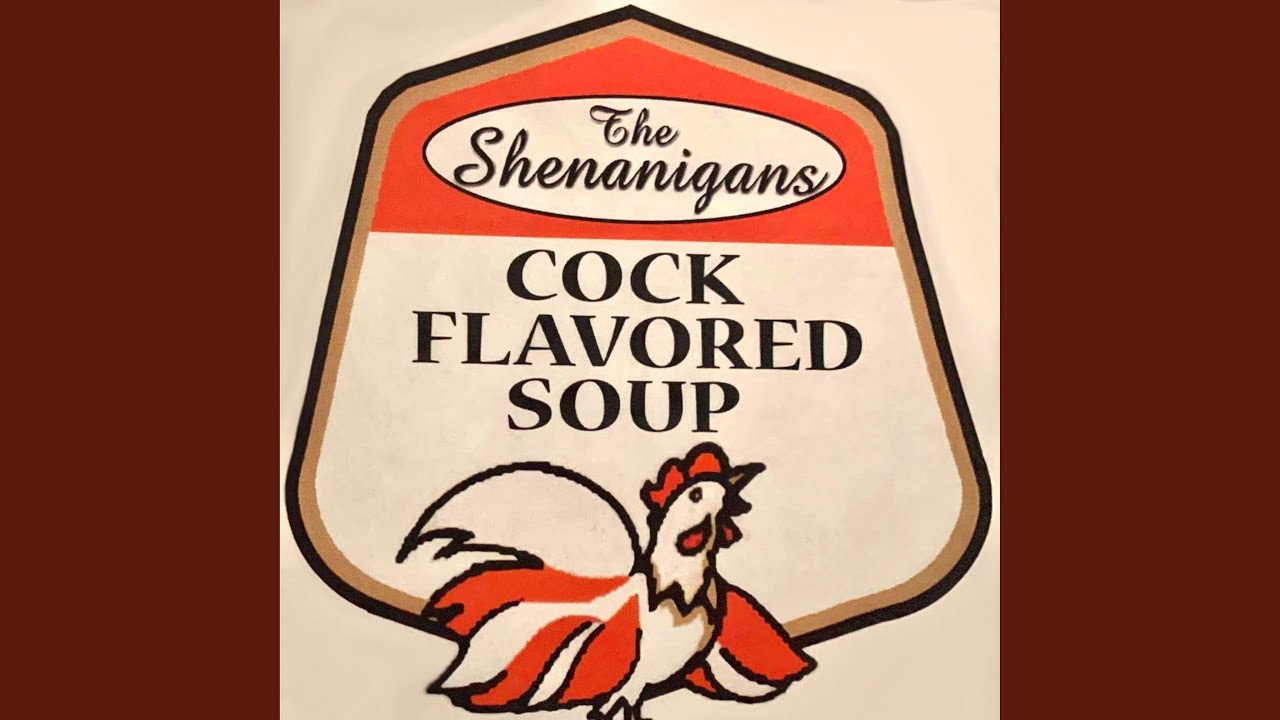 The
Shenanigans
COCK
FLAVORED
SOUP